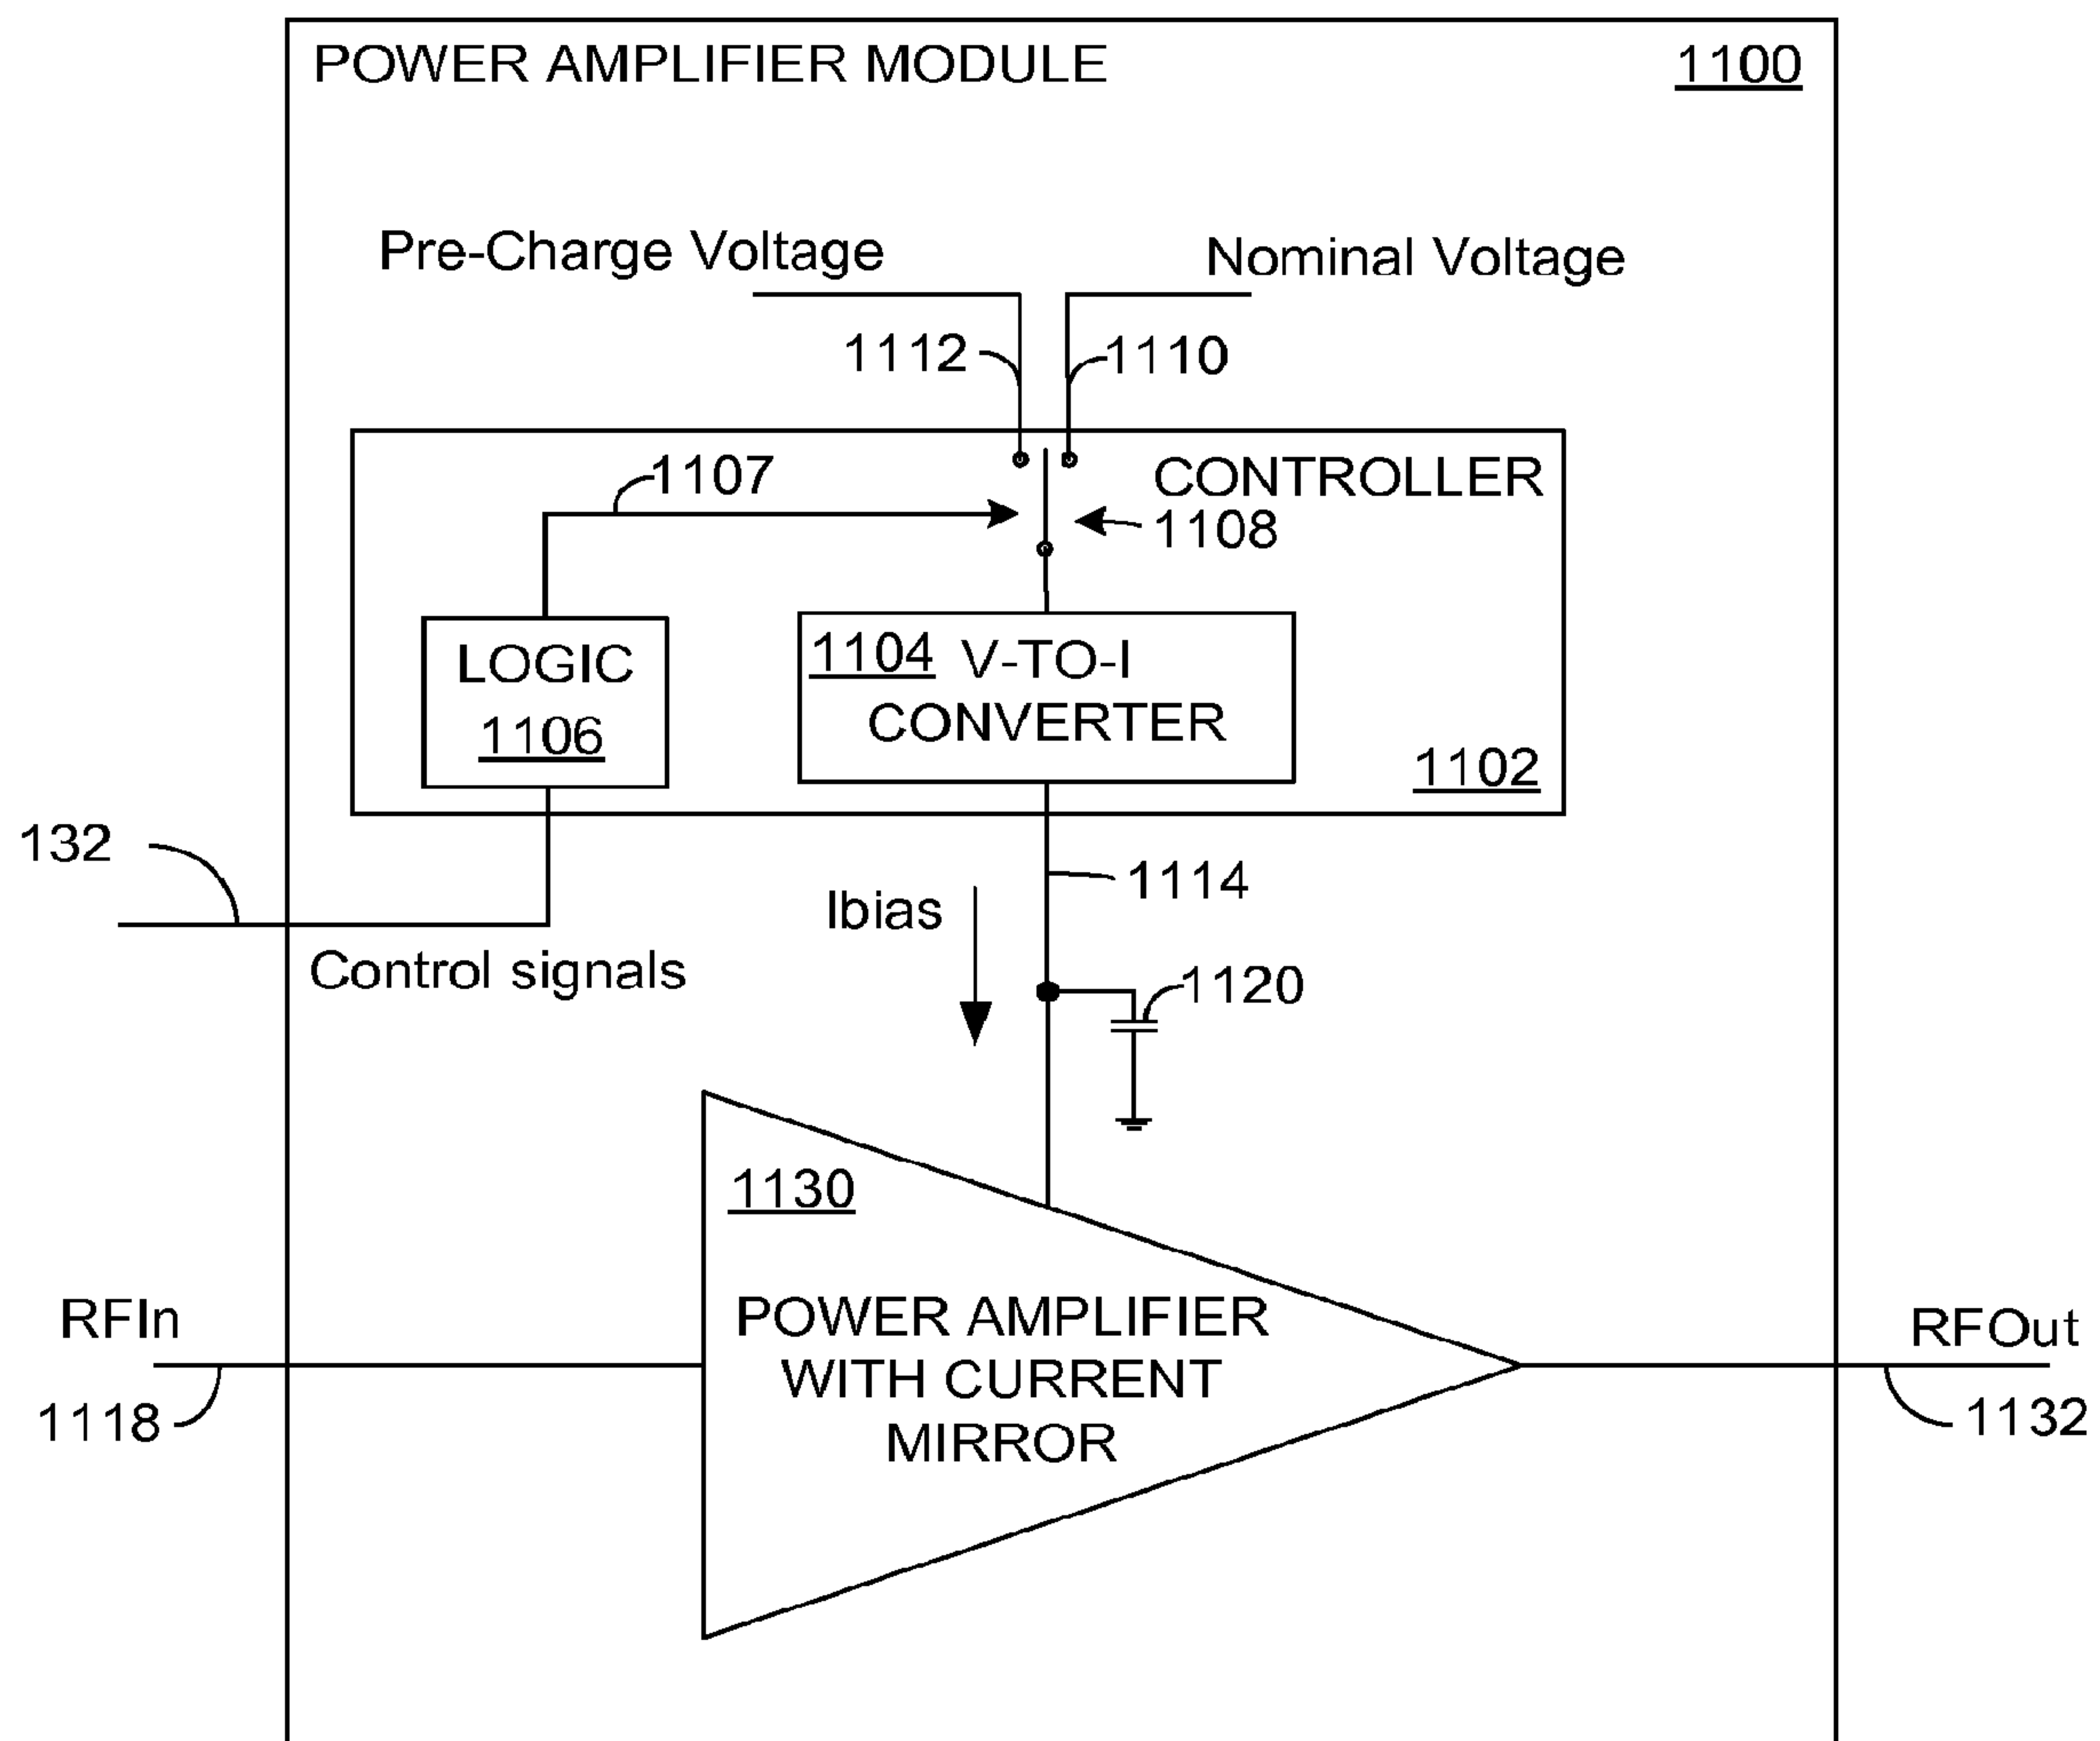 POWER AMPLIFIER MODULE
1100
Pre-Charge Voltage
Nominal Voltage
1112
1110
1107
CONTROLLER
1108
LOGIC
1106
1104 V-TO-I
CONVERTER
1102
132
Control signals
Ibias
1114
1120
1130
POWER AMPLIFIER
WITH CURRENT
MIRROR
RFIn
1118
RFOut
1132